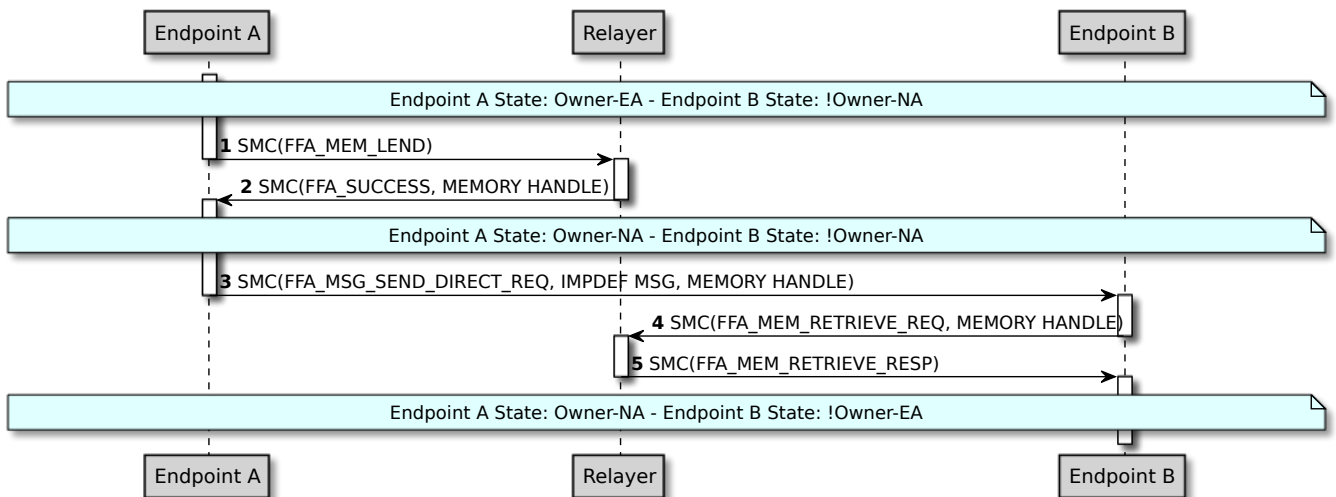 Endpoint A Relayer Endpoint B
Endpoint A State: Owner-EA - Endpoint B State: !Owner-NA
1 SMC(FFA_MEM_LEND)
2 SMC(FFA_SUCCESS, MEMORY HANDLE)
Endpoint A State: Owner-NA - Endpoint B State: !Owner-NA
3 SMC(FFA_MSG_SEND_DIRECT_REQ, IMPDEF MSG, MEMORY HANDLE)
4 SMC(FFA_MEM_RETRIEVE_REQ, MEMORY HANDLE)
5 SMC(FFA_MEM_RETRIEVE_RESP)
Endpoint A State: Owner-NA - Endpoint B State: !Owner-EA
Endpoint A Relayer Endpoint B